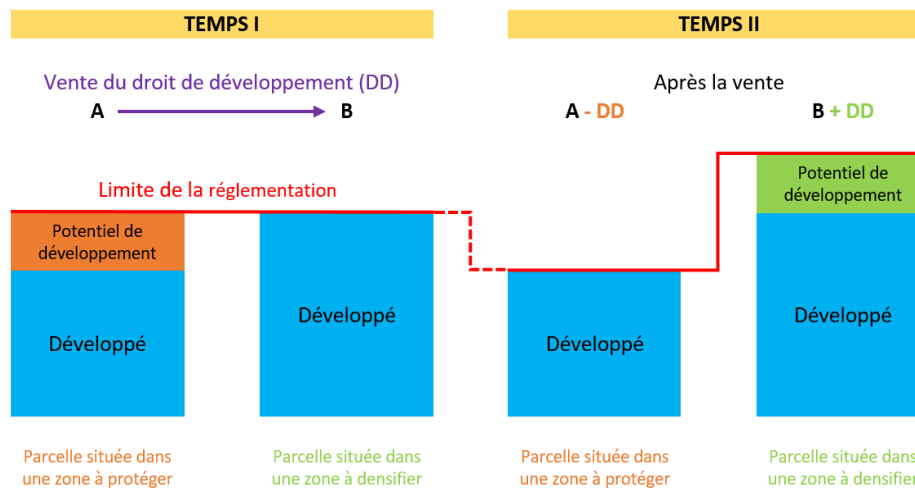 TEMPS I
TEMPS II
Vente du droit de développement (DD)
A
B
Après la vente
A - DD
B + DD
Limite de la réglementation
Potentiel de
développement
Développé
Développé
Développé
Potentiel de
développement
Développé
Parcelle située dans
une zone à protéger
Parcelle située dans
une zone à densifier
Parcelle située dans
une zone à protéger
Parcelle située dans
une zone à densifier